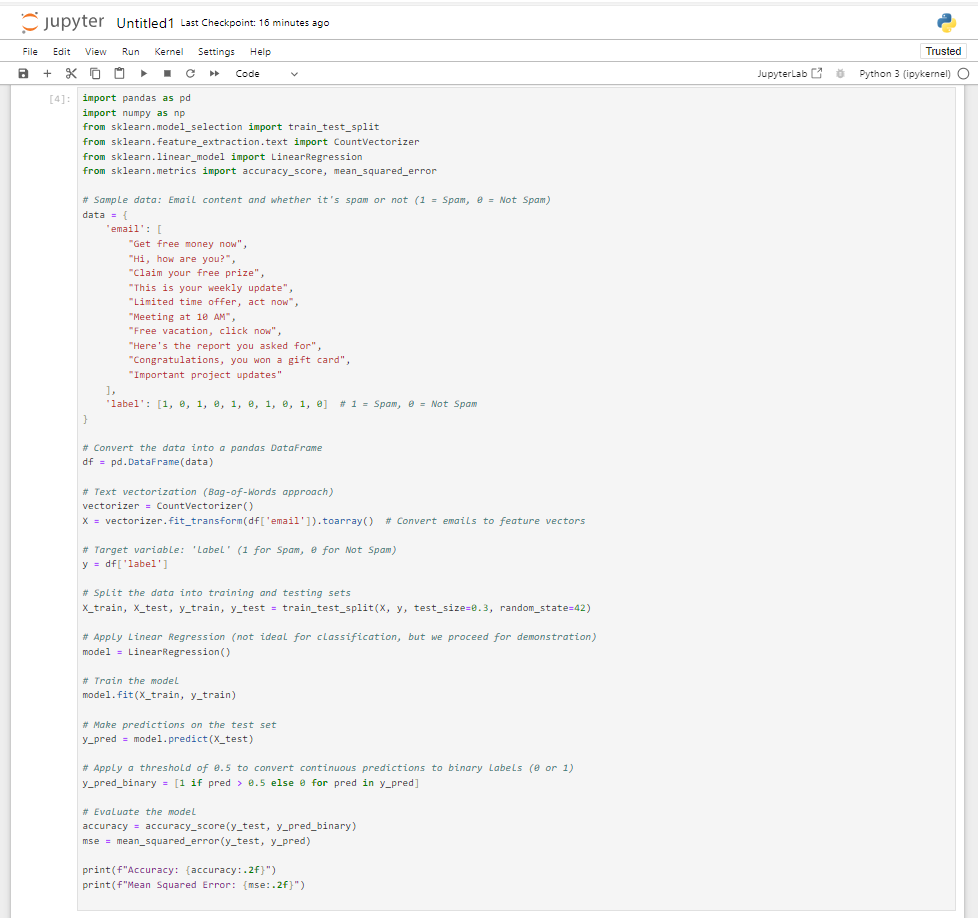 jupyter Untitled1 Last Checkpoint: 16 minutes ago
File Edit View Run Kernel Settings Help Trusted
Code JupyterLab Python 3 (ipykernel)
[4]: import pandas as pd
import numpy as np
from sklearn.model_selection import train_test_split
from sklearn.feature_extraction.text import CountVectorizer
from sklearn.linear_model import LinearRegression
from sklearn.metrics import accuracy_score, mean_squared_error

# Sample data: Email content and whether it's spam or not (1 = Spam, 0 = Not Spam)
data = {
    'email': [
        "Get free money now",
        "Hi, how are you?",
        "Claim your free prize",
        "This is your weekly update",
        "Limited time offer, act now",
        "Meeting at 10 AM",
        "Free vacation, click now",
        "Here's the report you asked for",
        "Congratulations, you won a gift card",
        "Important project updates"
    ],
    'label': [1, 0, 1, 0, 1, 0, 1, 0, 1, 0]  # 1 = Spam, 0 = Not Spam
}

# Convert the data into a pandas DataFrame
df = pd.DataFrame(data)

# Text vectorization (Bag-of-Words approach)
vectorizer = CountVectorizer()
X = vectorizer.fit_transform(df['email']).toarray()  # Convert emails to feature vectors

# Target variable: 'label' (1 for Spam, 0 for Not Spam)
y = df['label']

# Split the data into training and testing sets
X_train, X_test, y_train, y_test = train_test_split(X, y, test_size=0.3, random_state=42)

# Apply Linear Regression (not ideal for classification, but we proceed for demonstration)
model = LinearRegression()

# Train the model
model.fit(X_train, y_train)

# Make predictions on the test set
y_pred = model.predict(X_test)

# Apply a threshold of 0.5 to convert continuous predictions to binary labels (0 or 1)
y_pred_binary = [1 if pred > 0.5 else 0 for pred in y_pred]

# Evaluate the model
accuracy = accuracy_score(y_test, y_pred_binary)
mse = mean_squared_error(y_test, y_pred)

print(f"Accuracy: {accuracy:.2f}")
print(f"Mean Squared Error: {mse:.2f}")